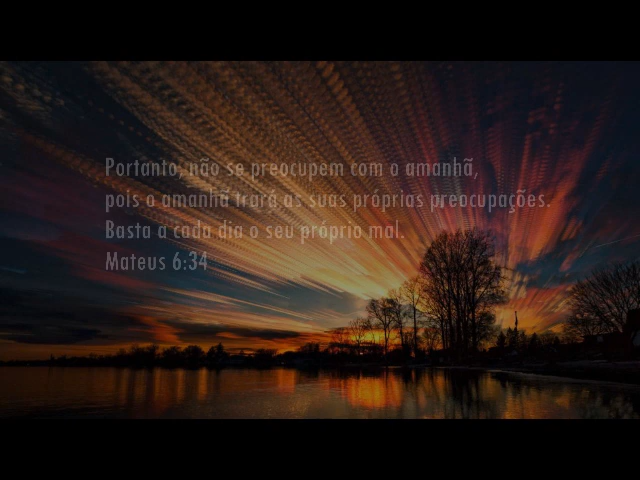 Portanto, não se preocupem com o amanhã,
pois o amanhã trará as suas próprias preocupações.
Basta a cada dia o seu próprio mal.
Mateus 6:34